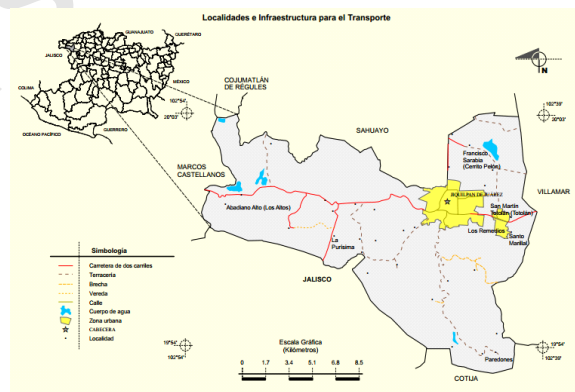 Localidades e Infraestructura para el Transporte
GUANAJUATO
QUERÉTARO
JALISCO
MÉXICO
COLIMA
GUERRERO
OCÉANO PACÍFICO
102°54'
20°03'
COJUMATLÁN
DE RÉGULES
SAHUAYO
MARCOS
CASTELLANOS
N
102°39'
20°03'
Francisco
Sarabia
(Cerrito Pelón)
VILLAMAR
JIQUILPAN DE JUÁREZ
San Martín
Totolán (Totolán)
Los Remedios
Abadiano Alto (Los Altos)
La
Purísima
JALISCO
Simbología
Carretera de dos carriles
Terracería
Brecha
Vereda
Calle
Cuerpo de agua
Zona urbana
CABECERA
Localidad
19°54'
102°54'
Escala Gráfica
(Kilómetros)
0 1.7 3.4 5.1 6.8 8.5
19°54'
102°39'
Paredones
COTIJA